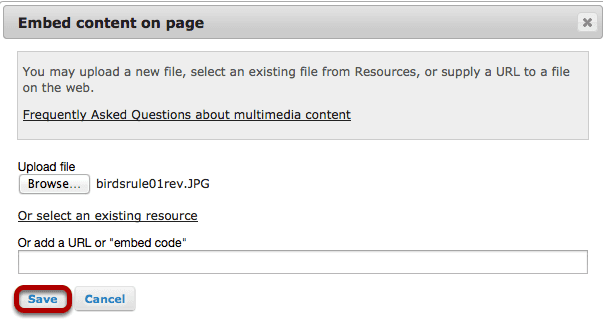 Embed content on page
You may upload a new file, select an existing file from Resources, or supply a URL to a file
on the web.
Frequently Asked Questions about multimedia content
Upload file
Browse... birdsrule01rev.JPG
Or select an existing resource
Or add a URL or "embed code"
Save Cancel